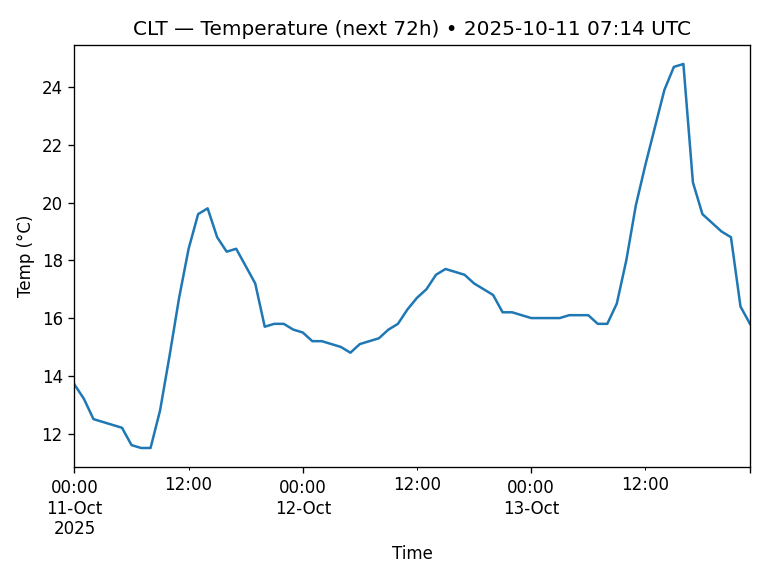 CLT — Temperature (next 72h) • 2025-10-11 07:14 UTC
Temp (°C)
24
22
20
18
16
14
12
00:00 12:00 00:00 12:00 00:00 12:00
11-Oct 12-Oct 13-Oct
2025
Time